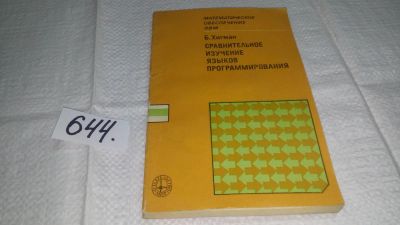 МАТЕМАТИЧЕСКОЕ
ОБЕСПЕЧЕНИЕ
ЭВМ
Б. Хигман
СРАВНИТЕЛЬНОЕ
ИЗУЧЕНИЕ
ЯЗЫКОВ
ПРОГРАММИРОВАНИЯ
644.